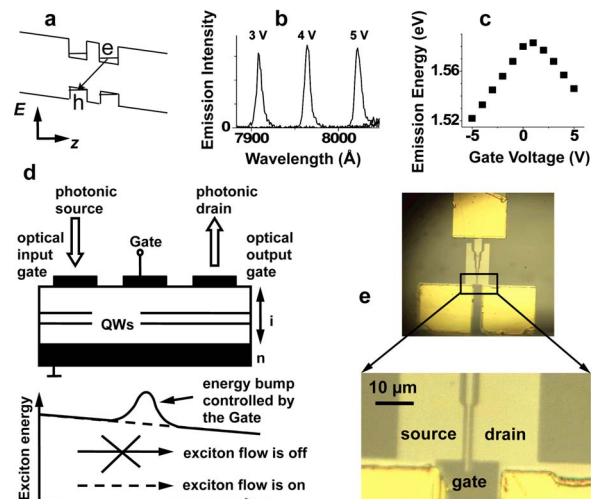 a
e
h
E
z
b
Emission Intensity
3 V
4 V
5 V
0
7900
8000
Wavelength (Å)
c
Emission Energy (eV)
1.56
1.52
-5
0
5
Gate Voltage (V)
d
photonic
source
photonic
drain
optical
input
gate
Gate
optical
output
gate
QWs
i
n
Exciton energy
energy bump
controlled by
the Gate
exciton flow is off
exciton flow is on
e
10 µm
source
drain
gate